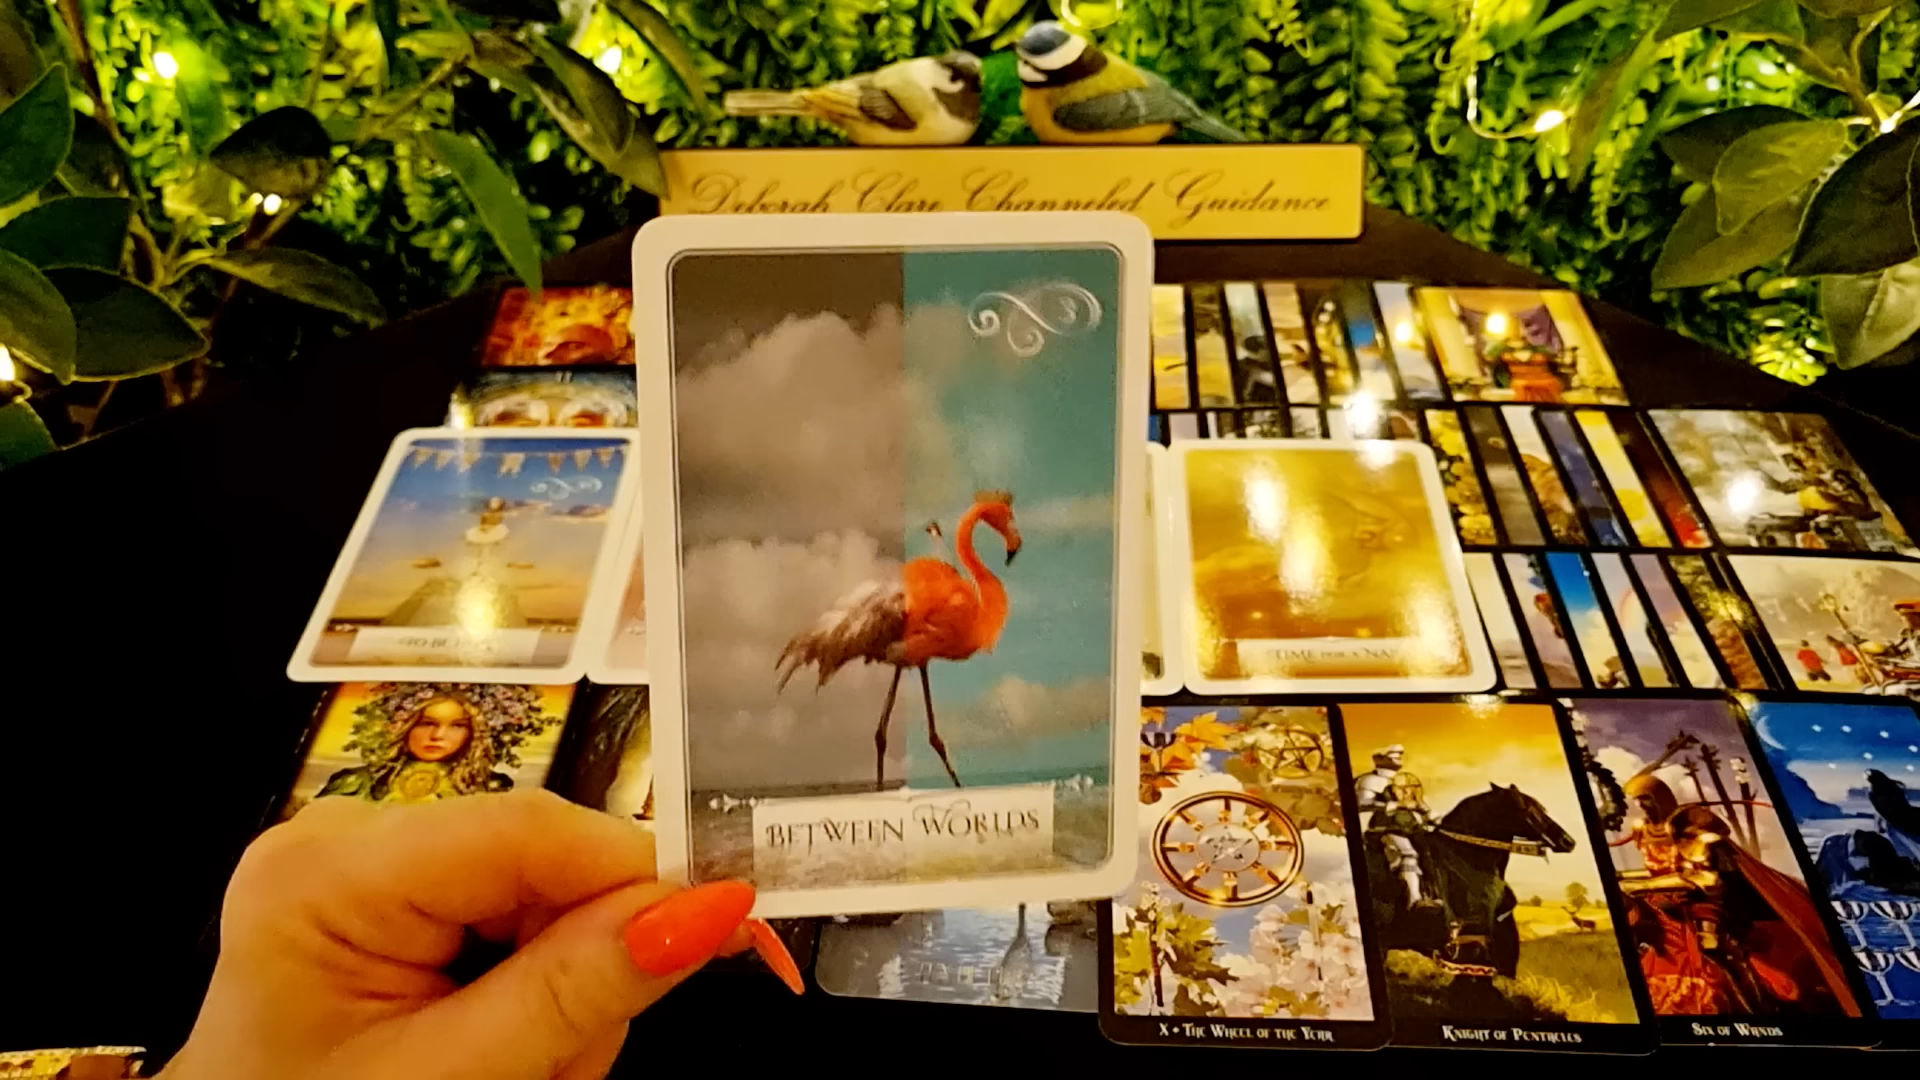 Deborah Clare Channeled Guidance
BETWEEN WORLDS
TIME FOR A NAP
X • THE WHEEL OF THE YEAR
KNIGHT OF PENTACLES
SIX OF WANDS